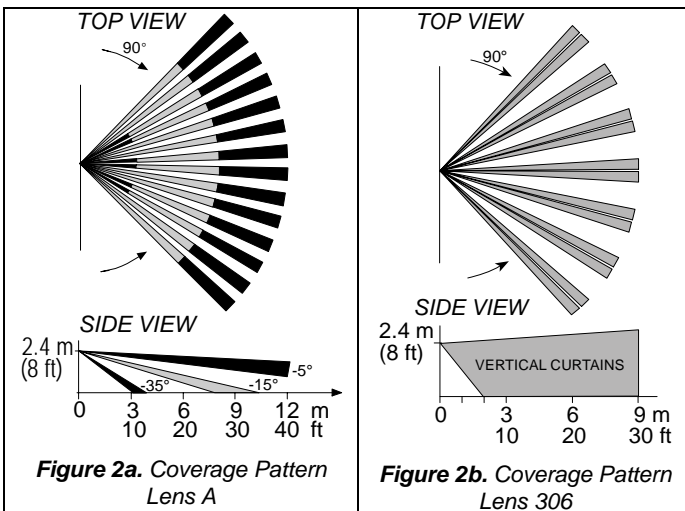 TOP VIEW
90°
SIDE VIEW
2.4 m
(8 ft)
-5°
-35°
-15°
0 3 6 9 12 m
10 20 30 40 ft
Figure 2a. Coverage Pattern
Lens A
TOP VIEW
90°
SIDE VIEW
2.4 m
(8 ft)
VERTICAL CURTAINS
0 3 6 9 m
10 20 30 ft
Figure 2b. Coverage Pattern
Lens 306